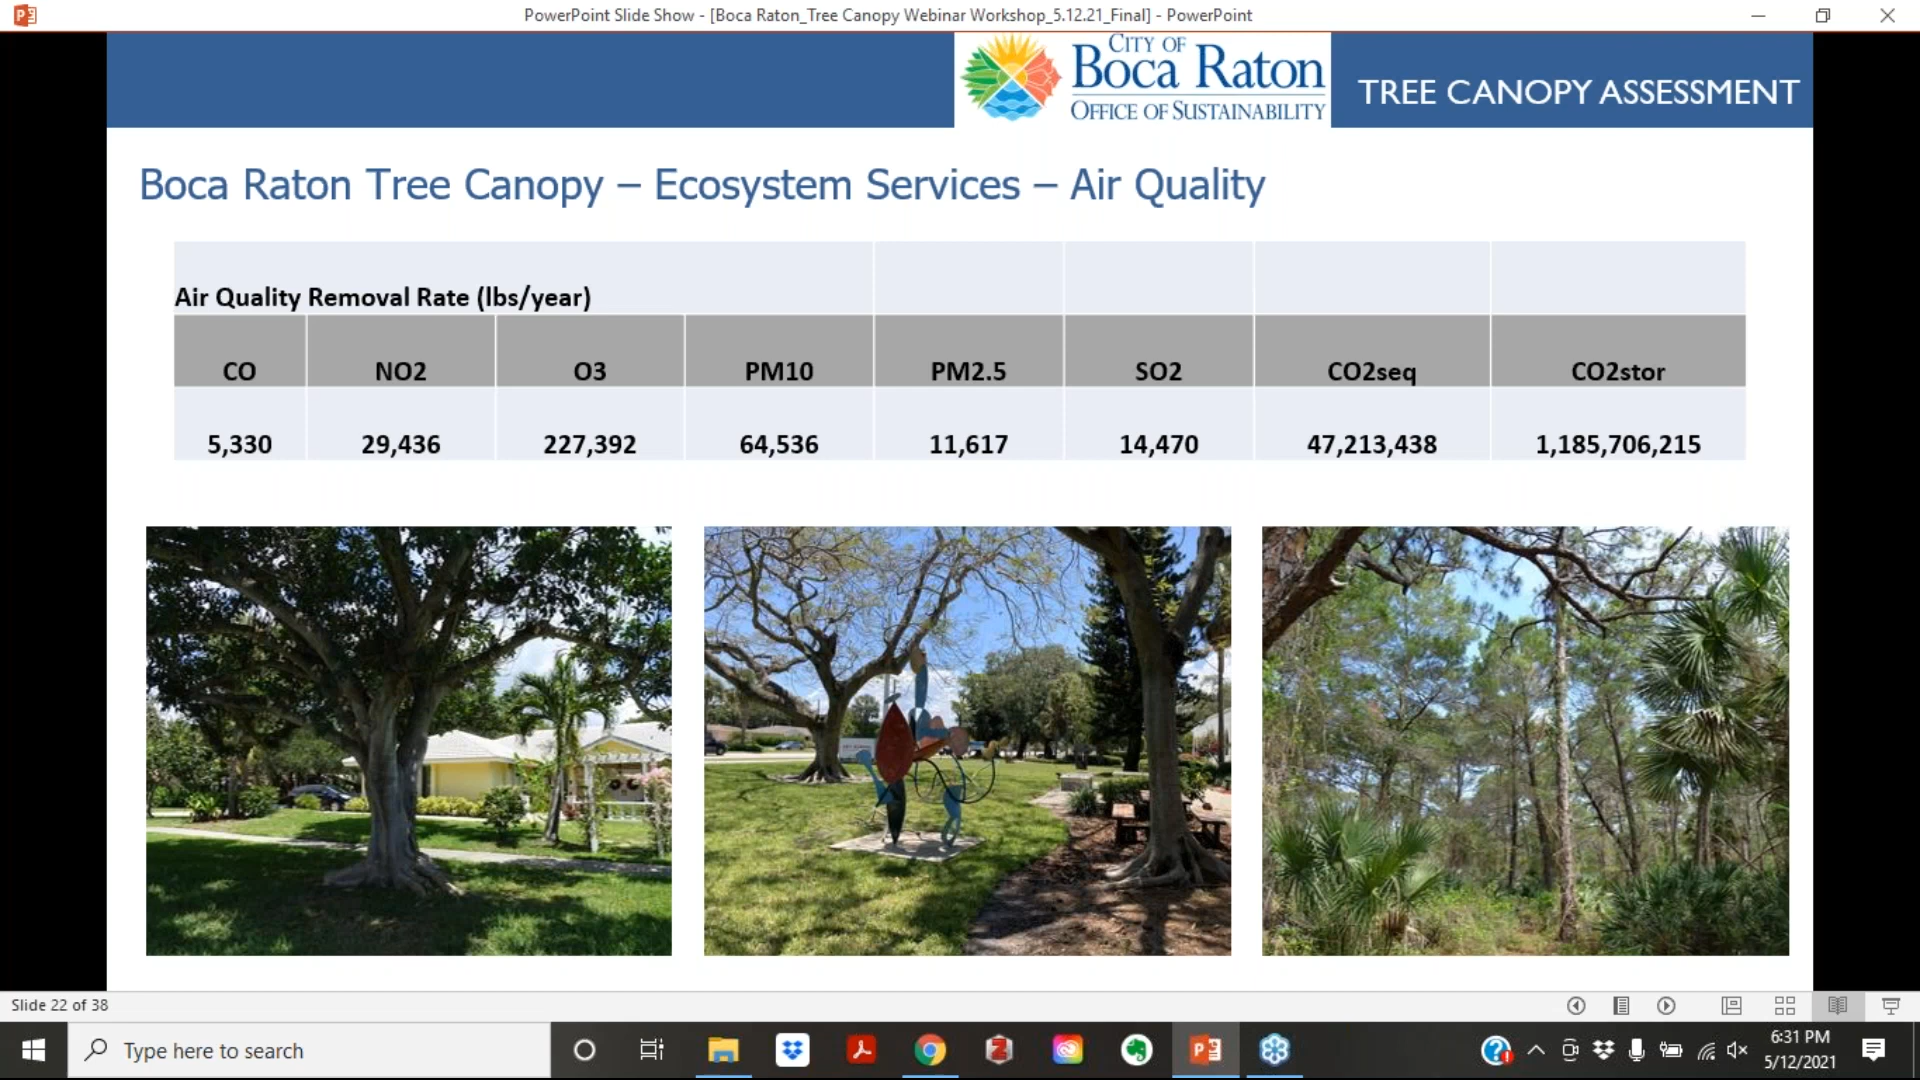 PowerPoint Slide Show - [Boca Raton_Tree Canopy Webinar Workshop_5.12.21_Final] - PowerPoint
CITY OF
BOCA RATON
OFFICE OF SUSTAINABILITY
TREE CANOPY ASSESSMENT
Boca Raton Tree Canopy – Ecosystem Services – Air Quality
Air Quality Removal Rate (lbs/year)
CO NO2 O3 PM10 PM2.5 SO2 CO2seq CO2stor
5,330 29,436 227,392 64,536 11,617 14,470 47,213,438 1,185,706,215
Slide 22 of 38
Type here to search
6:31 PM
5/12/2021